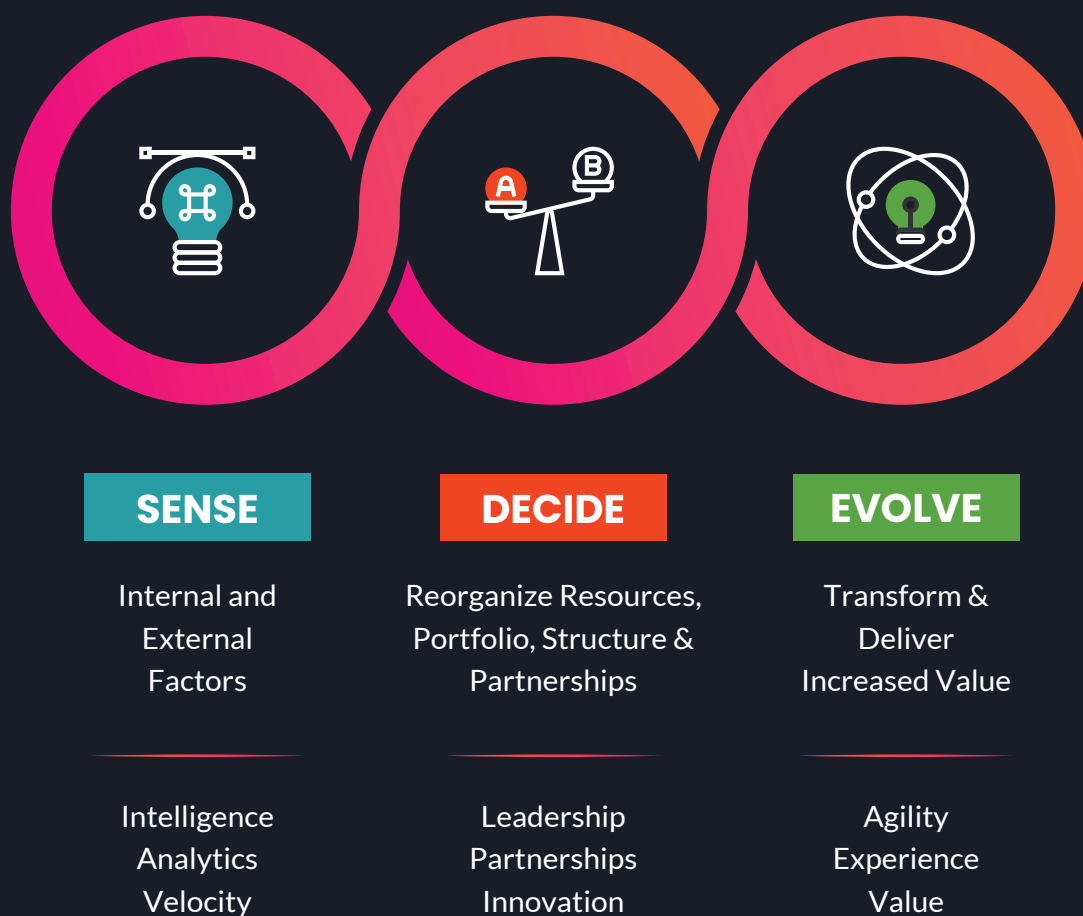 A
B
SENSE
Internal and
External
Factors
Intelligence
Analytics
Velocity
DECIDE
Reorganize Resources,
Portfolio, Structure &
Partnerships
Leadership
Partnerships
Innovation
EVOLVE
Transform &
Deliver
Increased Value
Agility
Experience
Value